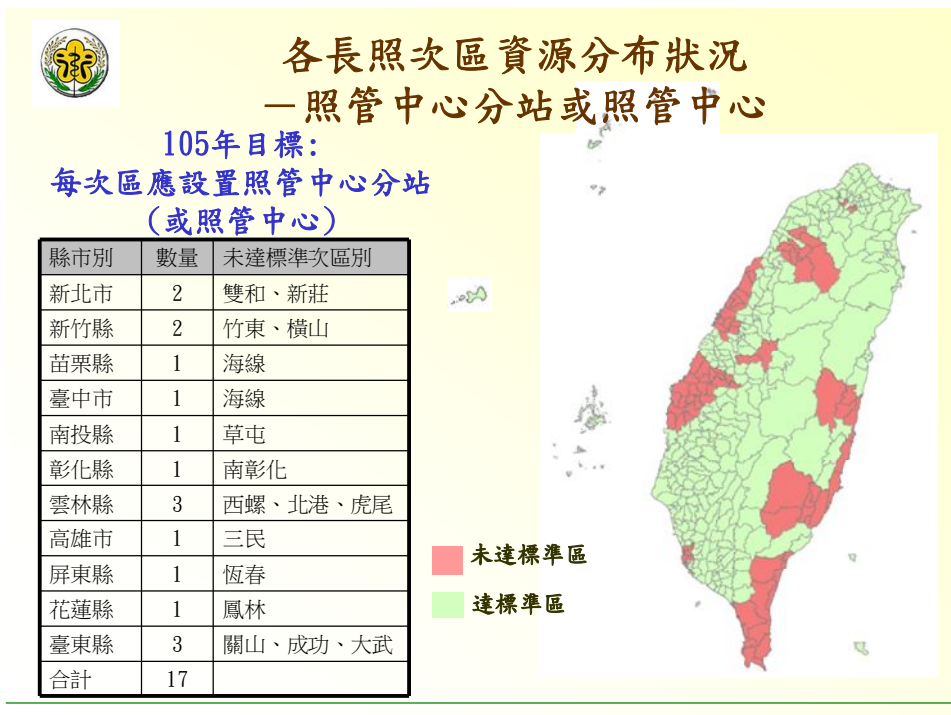 各長照次區資源分布狀況
－照管中心分站或照管中心
105年目標:
每次區應設置照管中心分站
(或照管中心)
縣市別 數量 未達標準次區別
新北市 2 雙和、新莊
新竹縣 2 竹東、橫山
苗栗縣 1 海線
臺中市 1 海線
南投縣 1 草屯
彰化縣 1 南彰化
雲林縣 3 西螺、北港、虎尾
高雄市 1 三民
屏東縣 1 恆春
花蓮縣 1 鳳林
臺東縣 3 關山、成功、大武
合計 17
未達標準區
達標準區